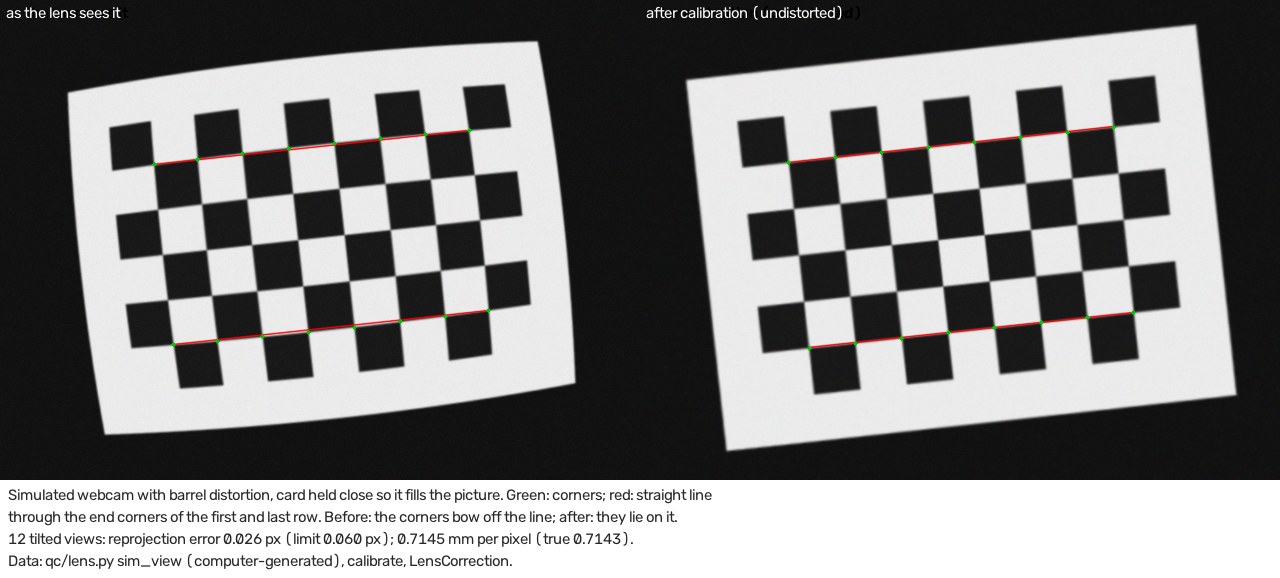 as the lens sees it
after calibration (undistorted)
Simulated webcam with barrel distortion, card held close so it fills the picture. Green: corners; red: straight line
through the end corners of the first and last row. Before: the corners bow off the line; after: they lie on it.
12 tilted views: reprojection error 0.026 px (limit 0.060 px); 0.7145 mm per pixel (true 0.7143).
Data: qc/lens.py sim_view (computer-generated), calibrate, LensCorrection.